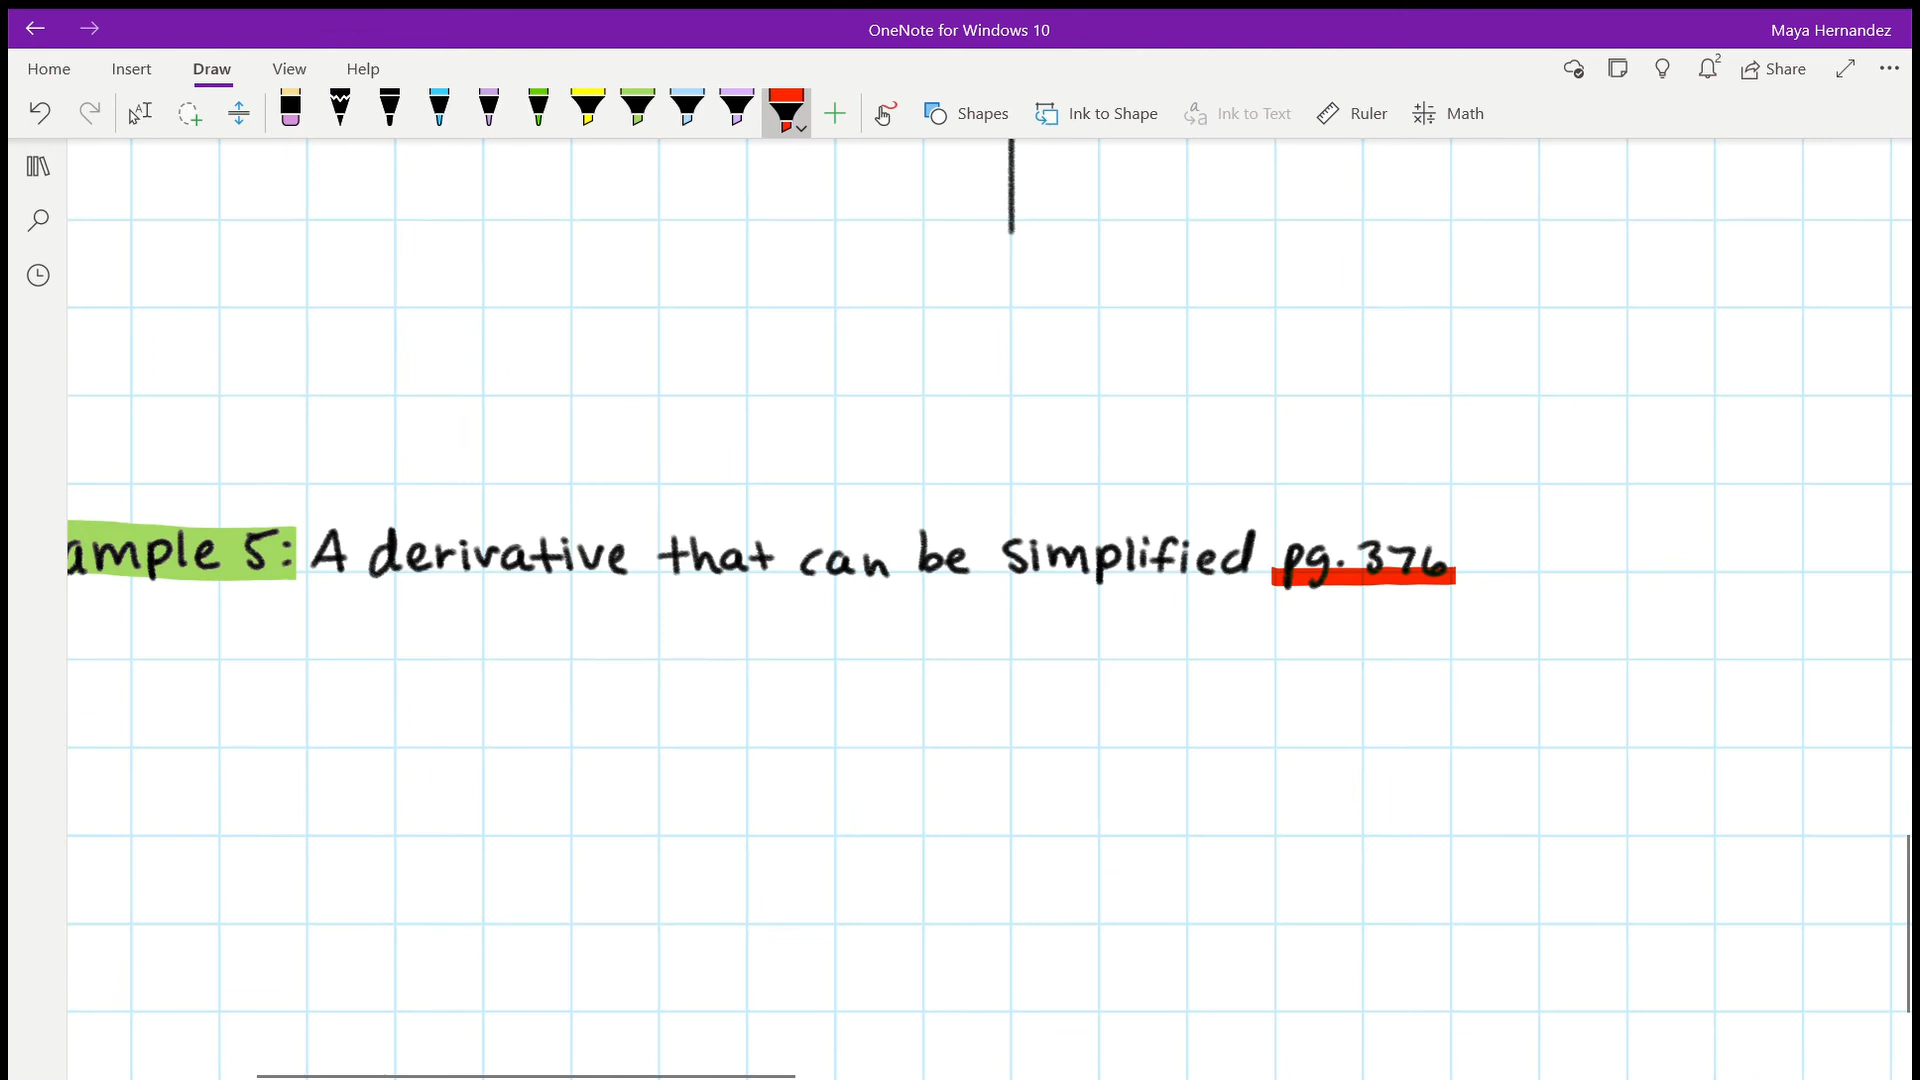 OneNote for Windows 10
Maya Hernandez
Home Insert Draw View Help
2 Share
Shapes Ink to Shape Ink to Text Ruler Math
ample 5: A derivative that can be simplified pg. 376